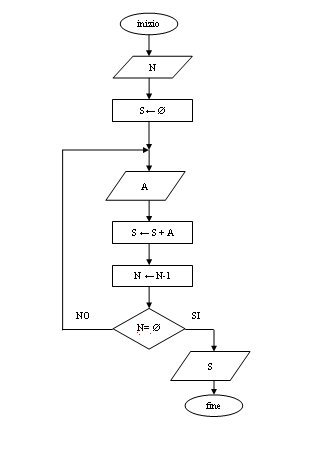 inizio
N
S ← Ø
A
S ← S + A
N ← N-1
N= Ø
NO
SI
S
fine